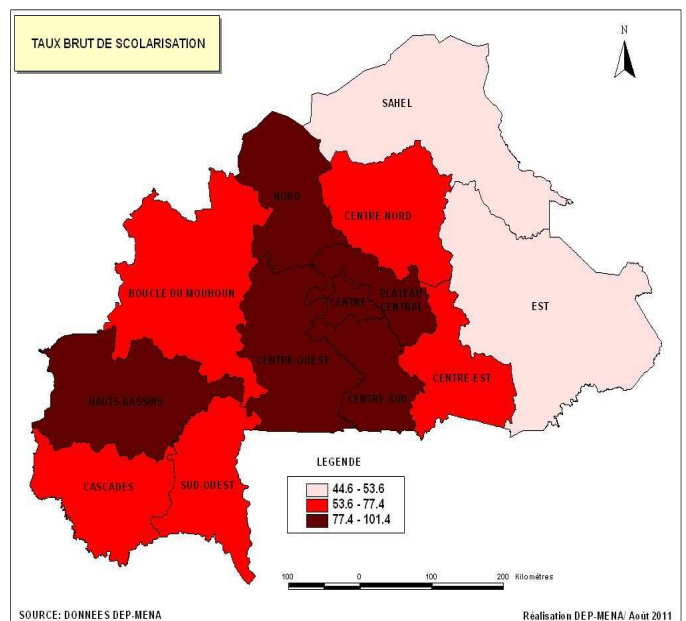 TAUX BRUT DE SCOLARISATION
N
SAHEL
NORD
CENTRE-NORD
BOUCLE DU MOUHOUN
CENTRE
PLATEAU
CENTRAL
EST
CENTRE-OUEST
HAUTS-BASSINS
CENTRE-SUD
CENTRE-EST
CASCADES
SUD-OUEST
LEGENDE
44.6 - 53.6
53.6 - 77.4
77.4 - 101.4
100 0 100 200 Kilométres
SOURCE: DONNEES DEP-MENA
Réalisation DEP-MENA/ Août 2011